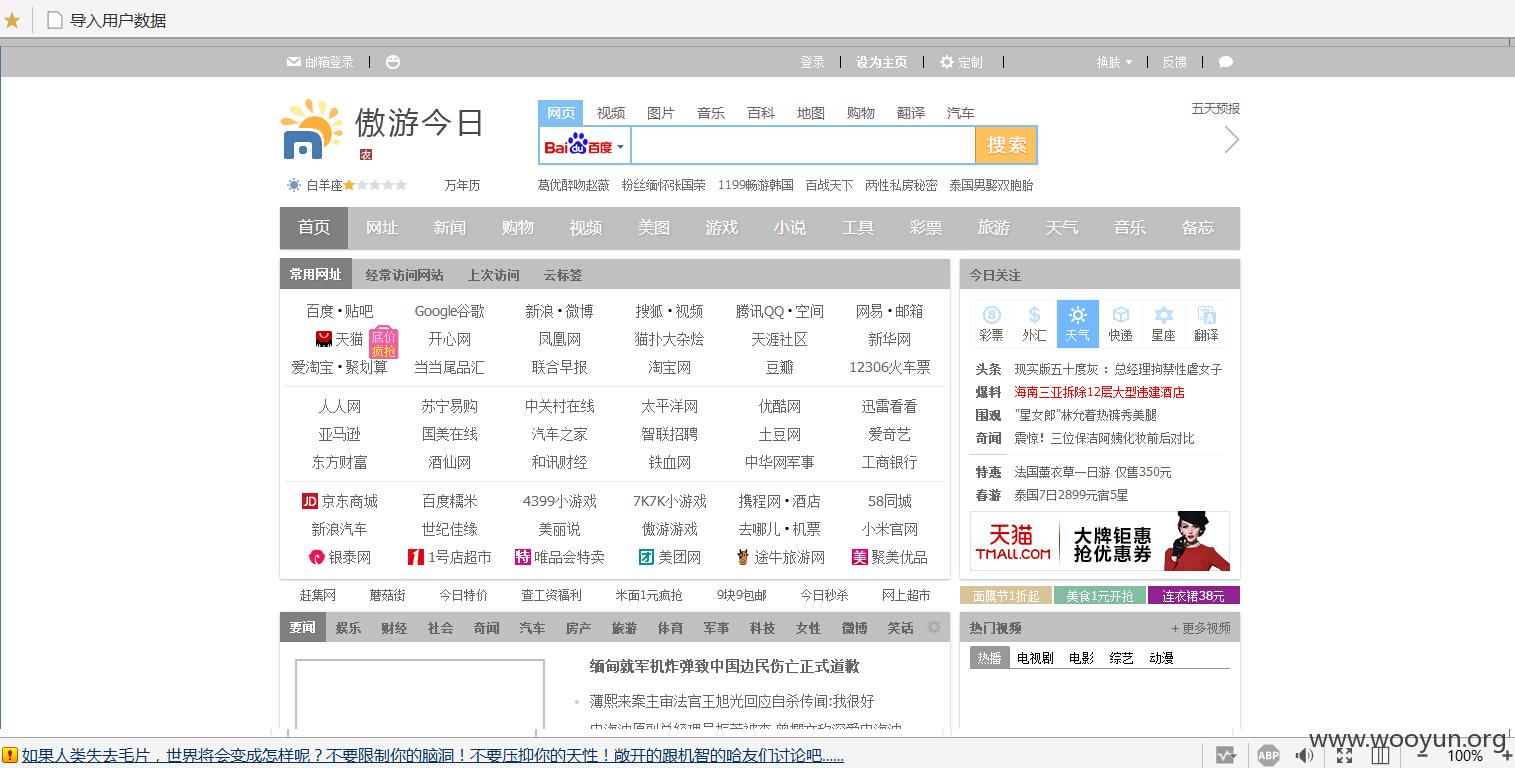 导入用户数据
邮箱登录 登录 设为主页 定制 换肤 反馈
傲游今日
农
网页 视频 图片 音乐 百科 地图 购物 翻译 汽车
五天预报
Bai du 百度 搜索
白羊座 万年历 葛优醉吻赵薇 粉丝缅怀张国荣 1199畅游韩国 百战天下 两性私房秘密 泰国男娶双胞胎
首页 网址 新闻 购物 视频 美图 游戏 小说 工具 彩票 旅游 天气 音乐 备忘
常用网址 经常访问网站 上次访问 云标签
百度·贴吧 Google谷歌 新浪·微博 搜狐·视频 腾讯QQ·空间 网易·邮箱
天猫 底价疯抢 开心网 凤凰网 猫扑大杂烩 天涯社区 新华网
爱淘宝·聚划算 当当尾品汇 联合早报 淘宝网 豆瓣 12306火车票
人人网 苏宁易购 中关村在线 太平洋网 优酷网 迅雷看看
亚马逊 国美在线 汽车之家 智联招聘 土豆网 爱奇艺
东方财富 酒仙网 和讯财经 铁血网 中华网军事 工商银行
JD 京东商城 百度糯米 4399小游戏 7K7K小游戏 携程网·酒店 58同城
新浪汽车 世纪佳缘 美丽说 傲游游戏 去哪儿·机票 小米官网
银泰网 1 1号店超市 特 唯品会特卖 团 美团网 途牛旅游网 美 聚美优品
赶集网 蘑菇街 今日特价 查工资福利 米面1元疯抢 9块9包邮 今日秒杀 网上超市
今日关注
彩票 外汇 天气 快递 星座 翻译
头条 现实版五十度灰：总经理拘禁性虐女子
爆料 海南三亚拆除12层大型违建酒店
围观 "星女郎"林允着热裤秀美腿
奇闻 震惊！三位保洁阿姨化妆前后对比
特惠 法国薰衣草一日游 仅售350元
春游 泰国7日2899元宿5星
天猫 TMALL.COM 大牌钜惠 抢优惠券
面膜节1折起 美食1元开抢 连衣裙38元
要闻 娱乐 财经 社会 奇闻 汽车 房产 旅游 体育 军事 科技 女性 微博 笑话
缅甸就军机炸弹致中国边民伤亡正式道歉
薄熙来案主审法官王旭光回应自杀传闻:我很好
热门视频 + 更多视频
热播 电视剧 电影 综艺 动漫
如果人类失去毛片，世界将会变成怎样呢？不要限制你的脑洞！不要压抑你的天性！敞开的跟机智的哈友们讨论吧......
ABP 100%
www.wooyun.org